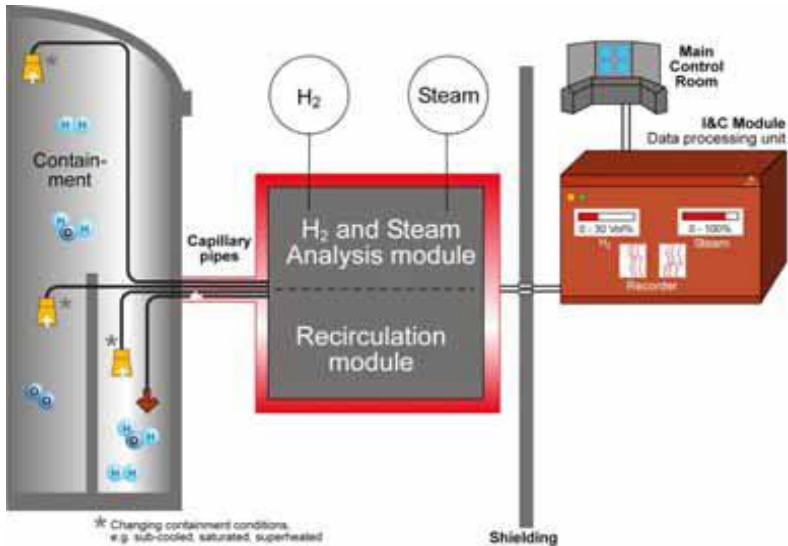 Main
Control
Room
H₂
Steam
I&C Module
Data processing unit
H H
Contain-
ment
0 - 30 Vol%
H₂
0 - 100%
Steam
Recorder
H
O H
Capillary
pipes
H₂ and Steam
Analysis module
Recirculation
module
*
*
*
O O
H
O H
H H
* Changing containment conditions,
e.g. sub-cooled, saturated, superheated
Shielding